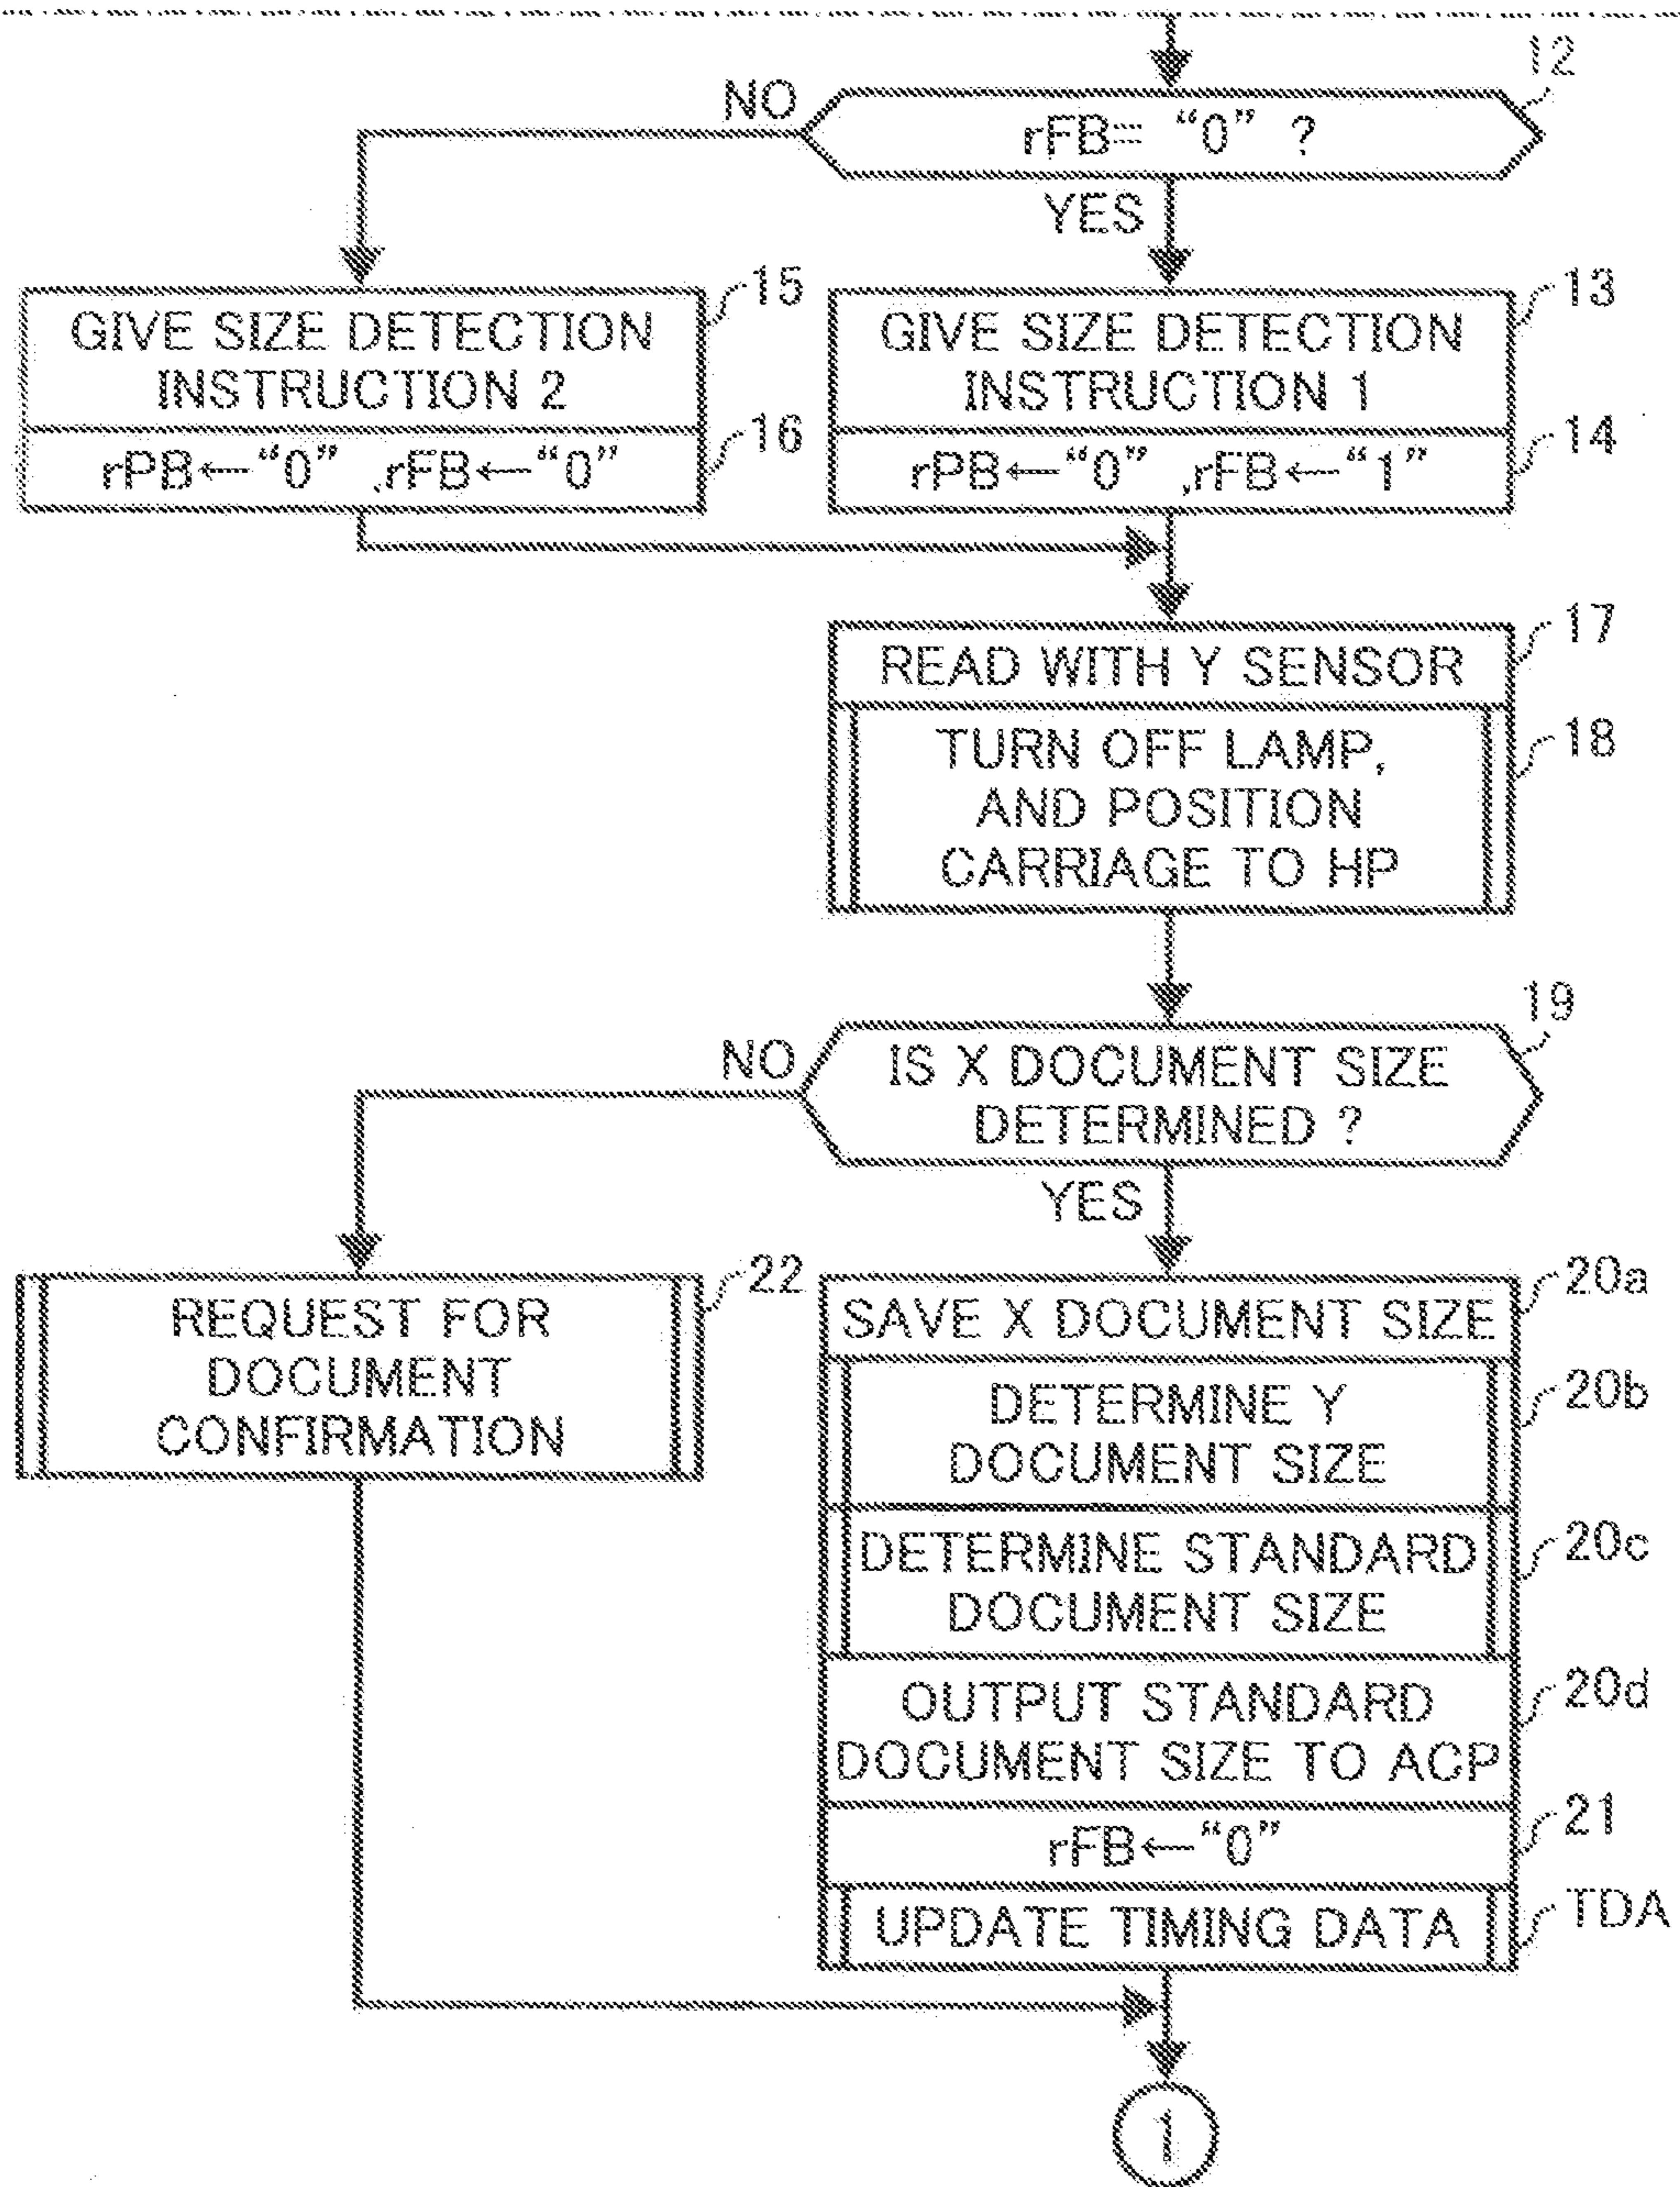 12
NO
rFB= “0” ?
YES
15
GIVE SIZE DETECTION
INSTRUCTION 2
16
rPB←“0” ,rFB←“0”
13
GIVE SIZE DETECTION
INSTRUCTION 1
14
rPB←“0” ,rFB←“1”
17
READ WITH Y SENSOR
18
TURN OFF LAMP,
AND POSITION
CARRIAGE TO HP
19
NO
IS X DOCUMENT SIZE
DETERMINED ?
YES
22
REQUEST FOR
DOCUMENT
CONFIRMATION
20a
SAVE X DOCUMENT SIZE
20b
DETERMINE Y
DOCUMENT SIZE
20c
DETERMINE STANDARD
DOCUMENT SIZE
20d
OUTPUT STANDARD
DOCUMENT SIZE TO ACP
21
rFB←“0”
TDA
UPDATE TIMING DATA
1